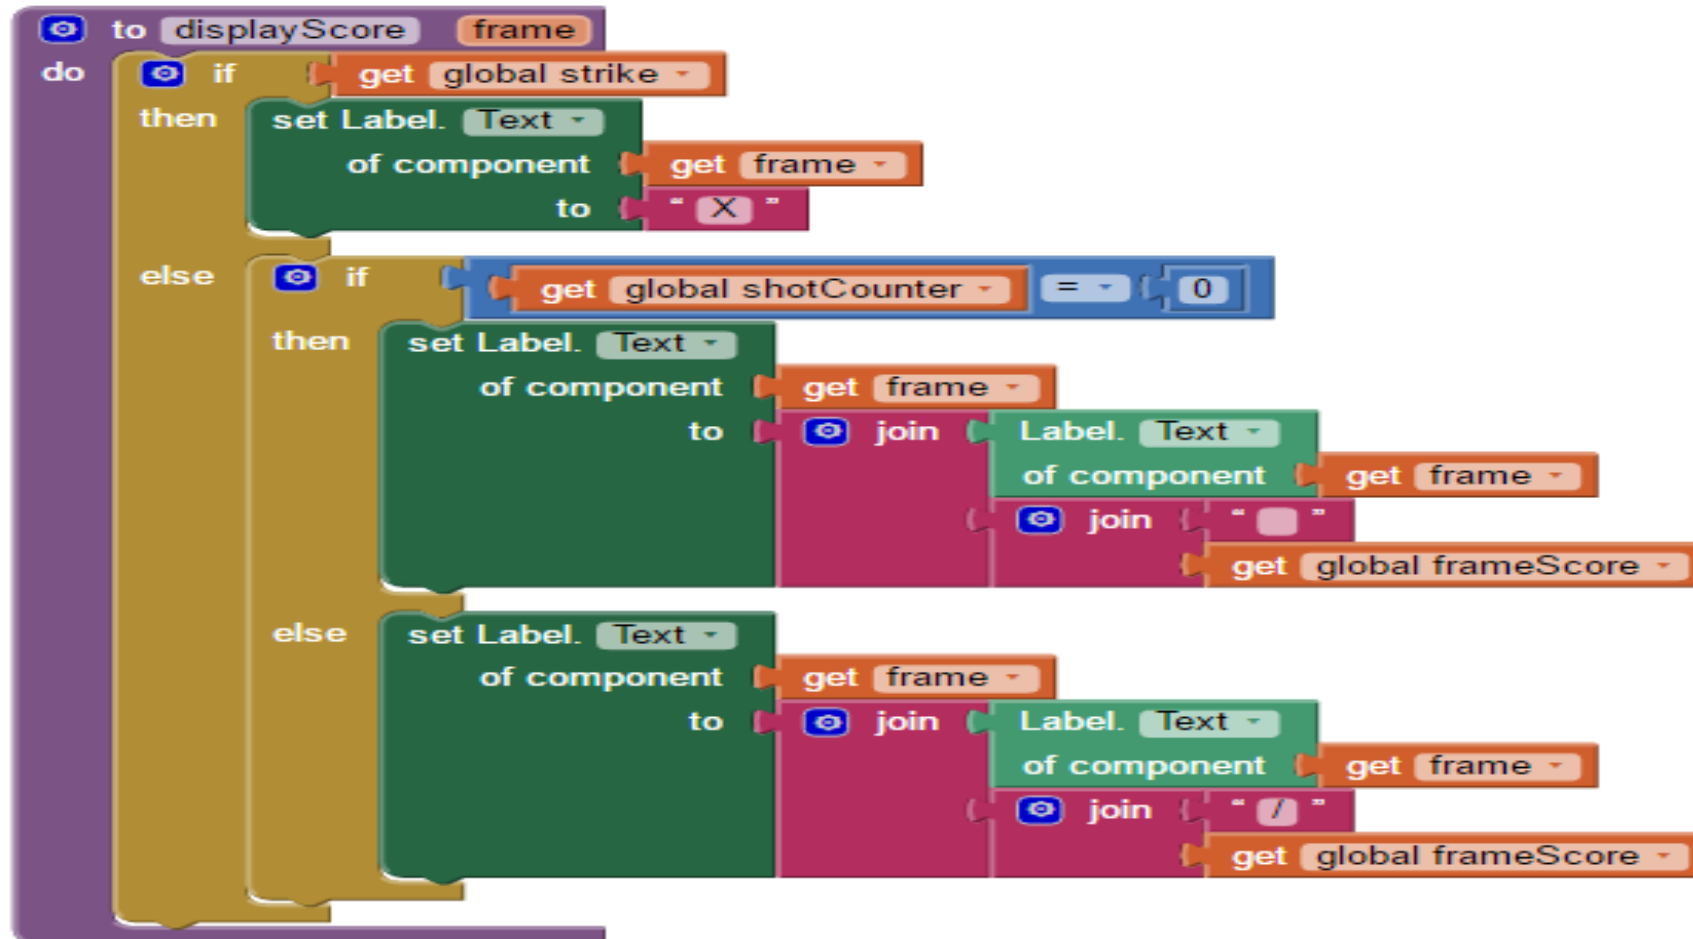 to displayScore frame
do if get global strike
then set Label. Text
of component get frame
to " X "
else if get global shotCounter = 0
then set Label. Text
of component get frame
to join Label. Text
of component get frame
join " "
get global frameScore
else set Label. Text
of component get frame
to join Label. Text
of component get frame
join " / "
get global frameScore